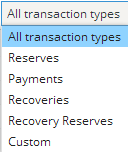 All transaction types
All transaction types
Reserves
Payments
Recoveries
Recovery Reserves
Custom